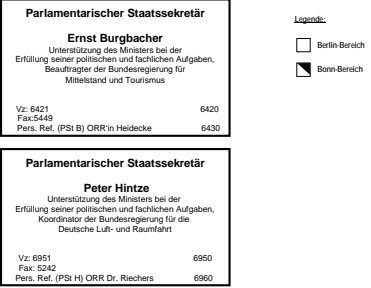 Parlamentarischer Staatssekretär
Ernst Burgbacher
Unterstützung des Ministers bei der
Erfüllung seiner politischen und fachlichen Aufgaben,
Beauftragter der Bundesregierung für
Mittelstand und Tourismus
Vz: 6421 6420
Fax:5449
Pers. Ref. (PSt B) ORR'in Heidecke 6430
Parlamentarischer Staatssekretär
Peter Hintze
Unterstützung des Ministers bei der
Erfüllung seiner politischen und fachlichen Aufgaben,
Koordinator der Bundesregierung für die
Deutsche Luft- und Raumfahrt
Vz: 6951 6950
Fax: 5242
Pers. Ref. (PSt H) ORR Dr. Riechers 6960
Legende:
Berlin-Bereich
Bonn-Bereich